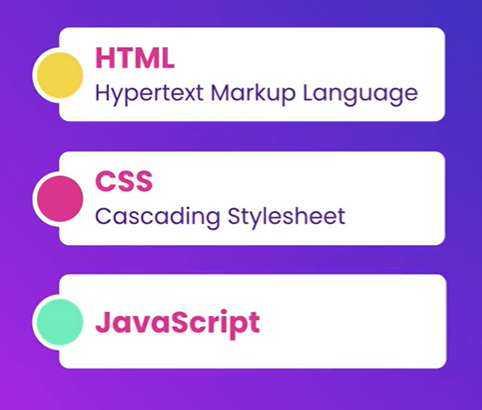 HTML
Hypertext Markup Language
CSS
Cascading Stylesheet
JavaScript